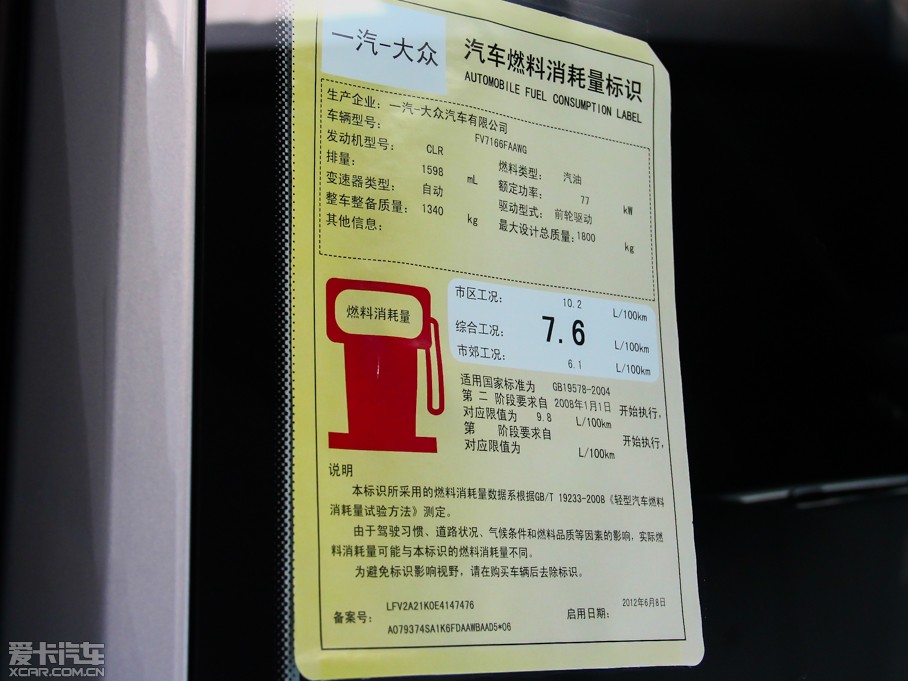 一汽-大众
汽车燃料消耗量标识
AUTOMOBILE FUEL CONSUMPTION LABEL
生产企业: 一汽-大众汽车有限公司
车辆型号: FV7166FAAWG
发动机型号: CLR 燃料类型: 汽油
排量: 1598 mL 额定功率: 77 kW
变速器类型: 自动 驱动型式: 前轮驱动
整车整备质量: 1340 kg 最大设计总质量: 1800 kg
其他信息:
燃料消耗量
市区工况: 10.2 L/100km
综合工况: 7.6 L/100km
市郊工况: 6.1 L/100km
适用国家标准为 GB19578-2004
第 二 阶段要求自 2008年1月1日 开始执行,
对应限值为 9.8 L/100km
第 阶段要求自 开始执行,
对应限值为 L/100km
说明
本标识所采用的燃料消耗量数据系根据GB/T 19233-2008《轻型汽车燃料
消耗量试验方法》测定。
由于驾驶习惯、道路状况、气候条件和燃料品质等因素的影响，实际燃
料消耗量可能与本标识的燃料消耗量不同。
为避免标识影响视野，请在购买车辆后去除标识。
备案号: LFV2A21K0E4147476 启用日期: 2012年6月8日
A079374SA1K6FDAAWBAAD5*06
爱卡汽车
XCAR.COM.CN